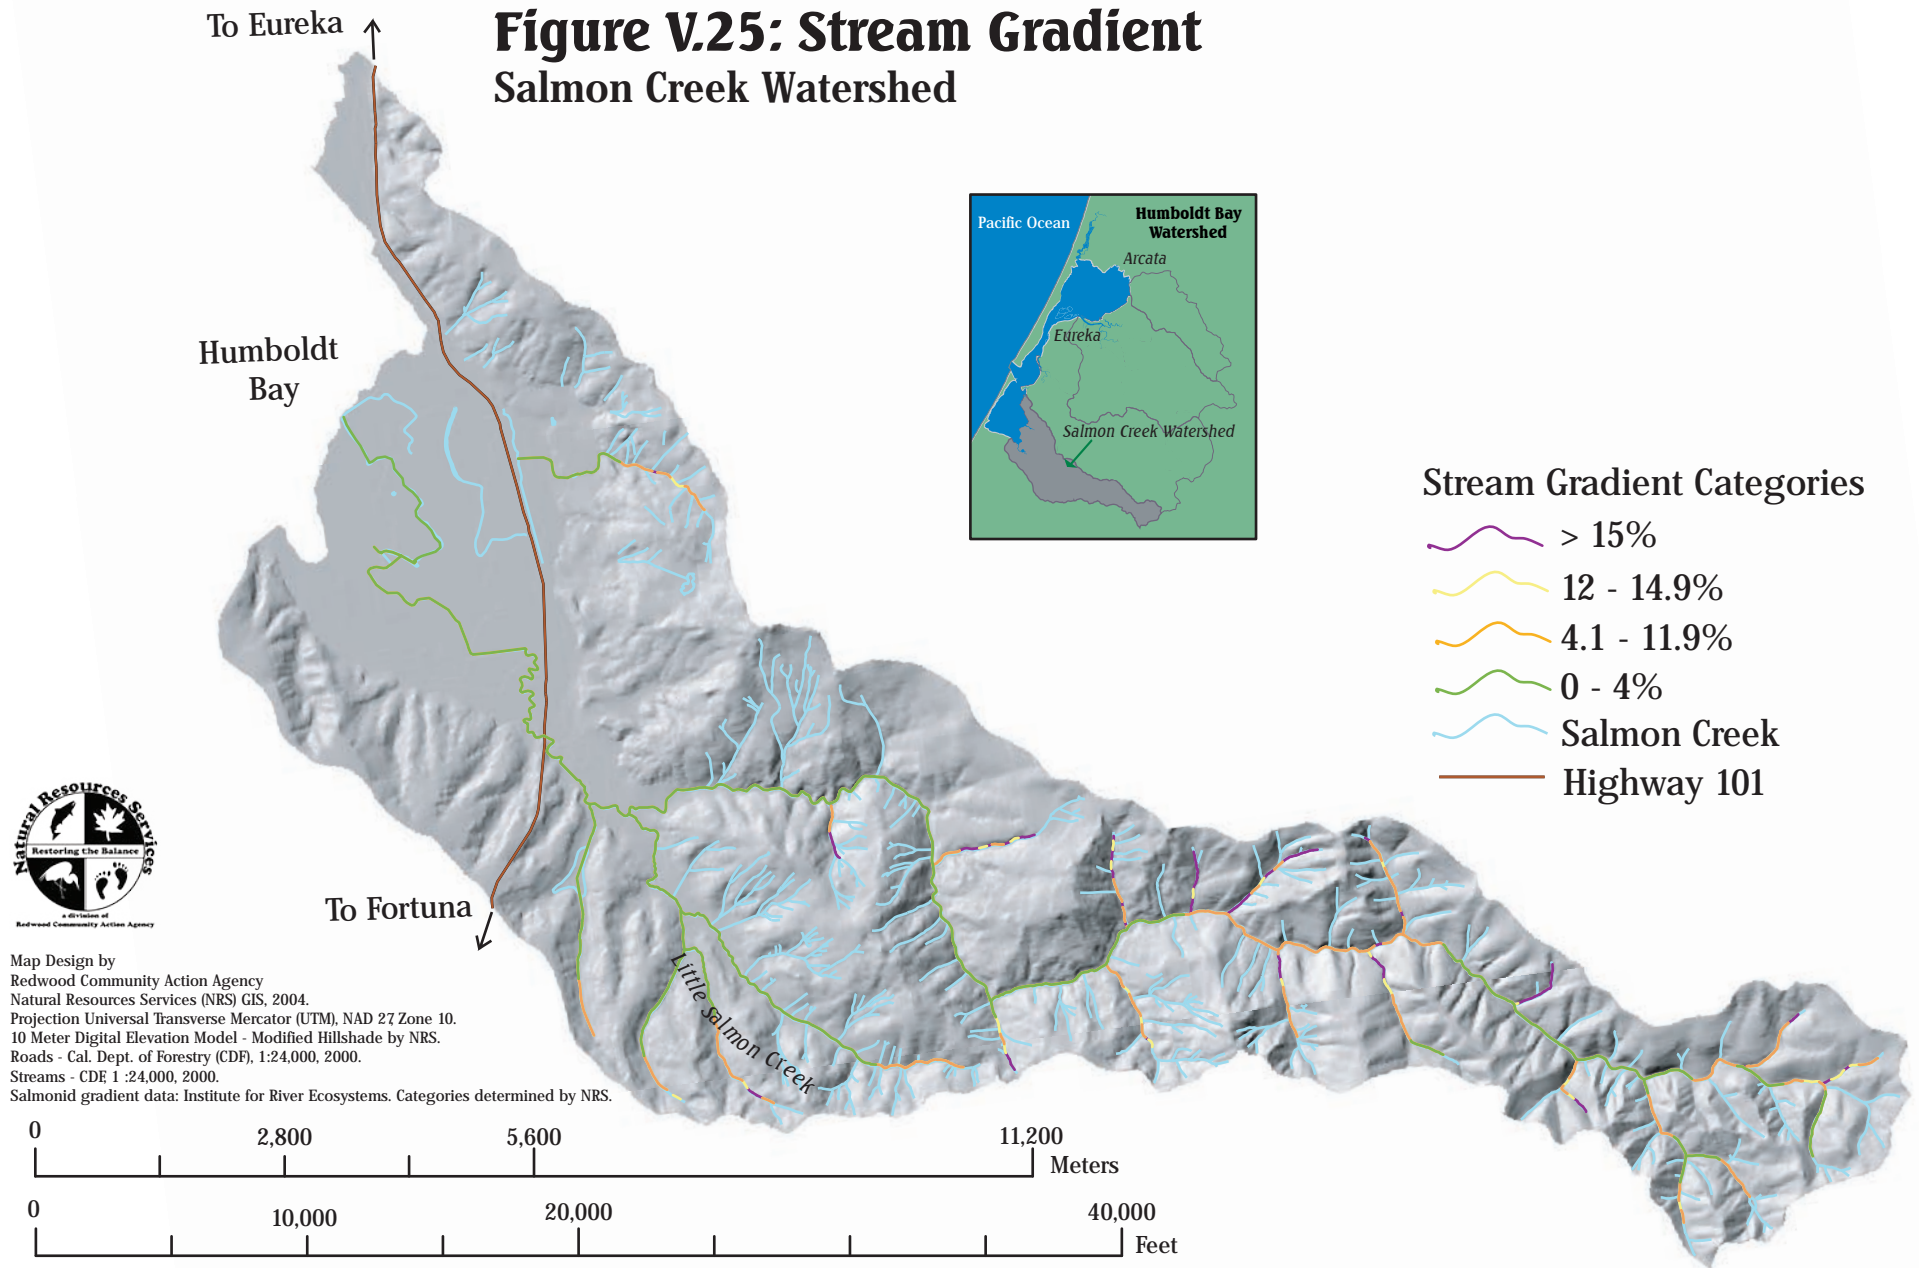 To Eureka
Figure V.25: Stream Gradient
Salmon Creek Watershed
Pacific Ocean
Humboldt Bay
Watershed
Arcata
Eureka
Salmon Creek Watershed
Humboldt
Bay
Stream Gradient Categories
> 15%
12 - 14.9%
4.1 - 11.9%
0 - 4%
Salmon Creek
Highway 101
Natural Resources Services
Restoring the Balance
a division of
Redwood Community Action Agency
To Fortuna
Little Salmon Creek
Map Design by
Redwood Community Action Agency
Natural Resources Services (NRS) GIS, 2004.
Projection Universal Transverse Mercator (UTM), NAD 27, Zone 10.
10 Meter Digital Elevation Model - Modified Hillshade by NRS.
Roads - Cal. Dept. of Forestry (CDF), 1:24,000, 2000.
Streams - CDF, 1 :24,000, 2000.
Salmonid gradient data: Institute for River Ecosystems. Categories determined by NRS.
0 2,800 5,600 11,200
Meters
0 10,000 20,000 40,000
Feet